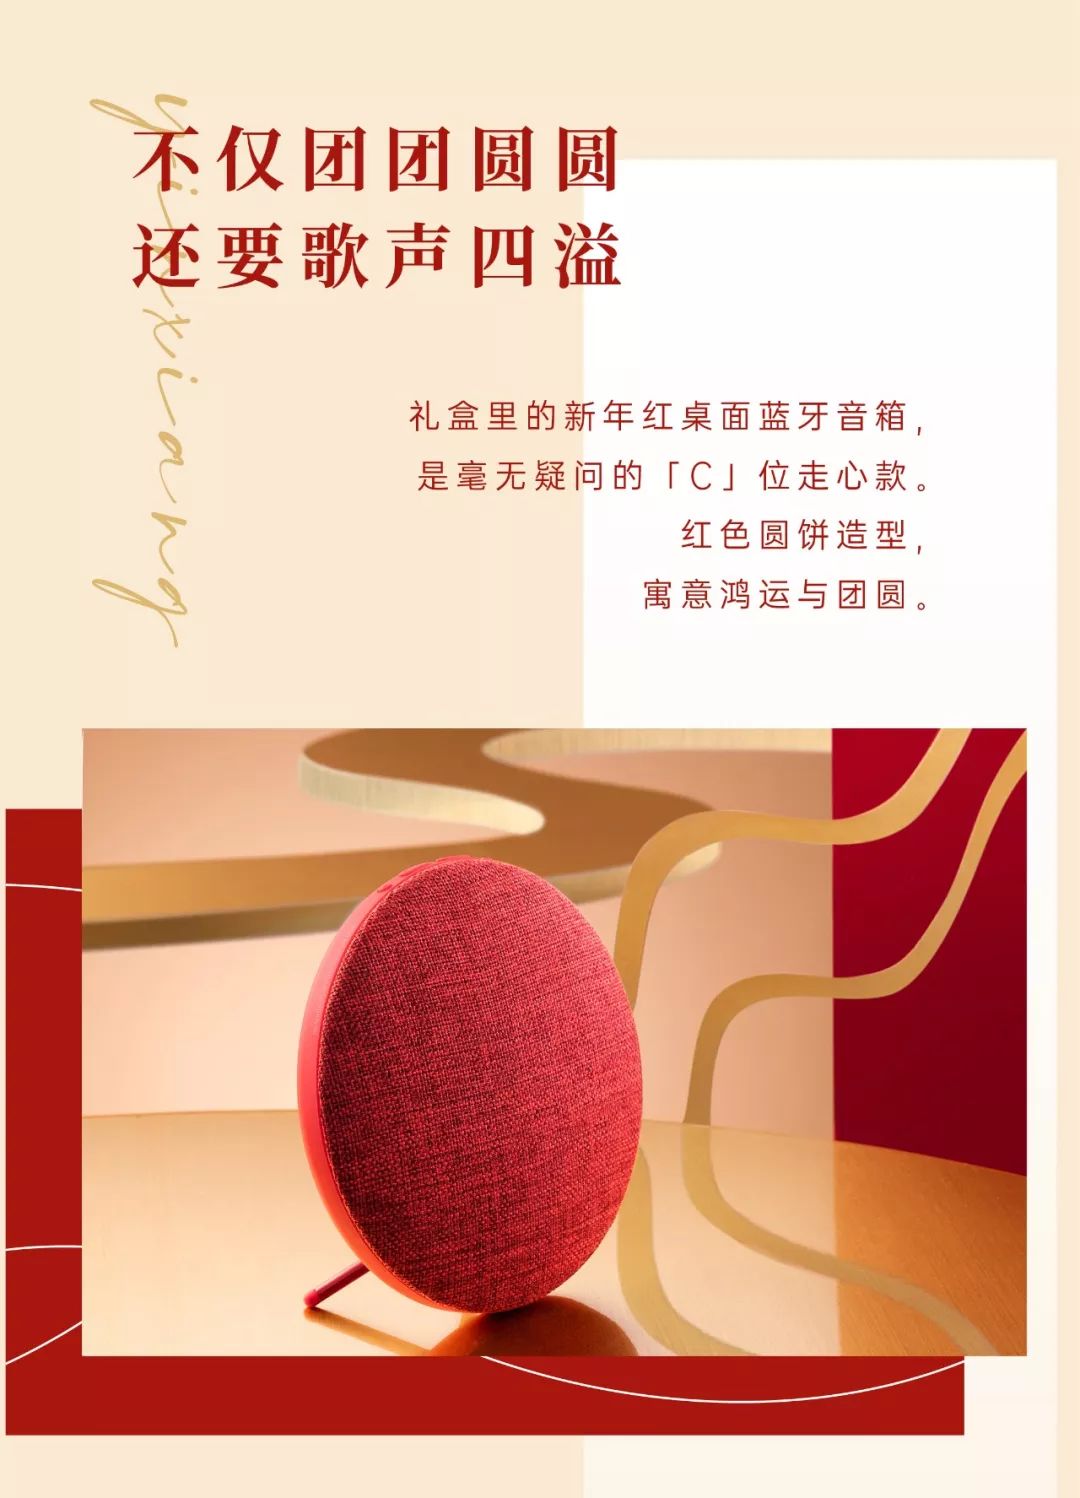 不仅团团圆圆
还要歌声四溢
yinxiang
礼盒里的新年红桌面蓝牙音箱，
是毫无疑问的「C」位走心款。
红色圆饼造型，
寓意鸿运与团圆。